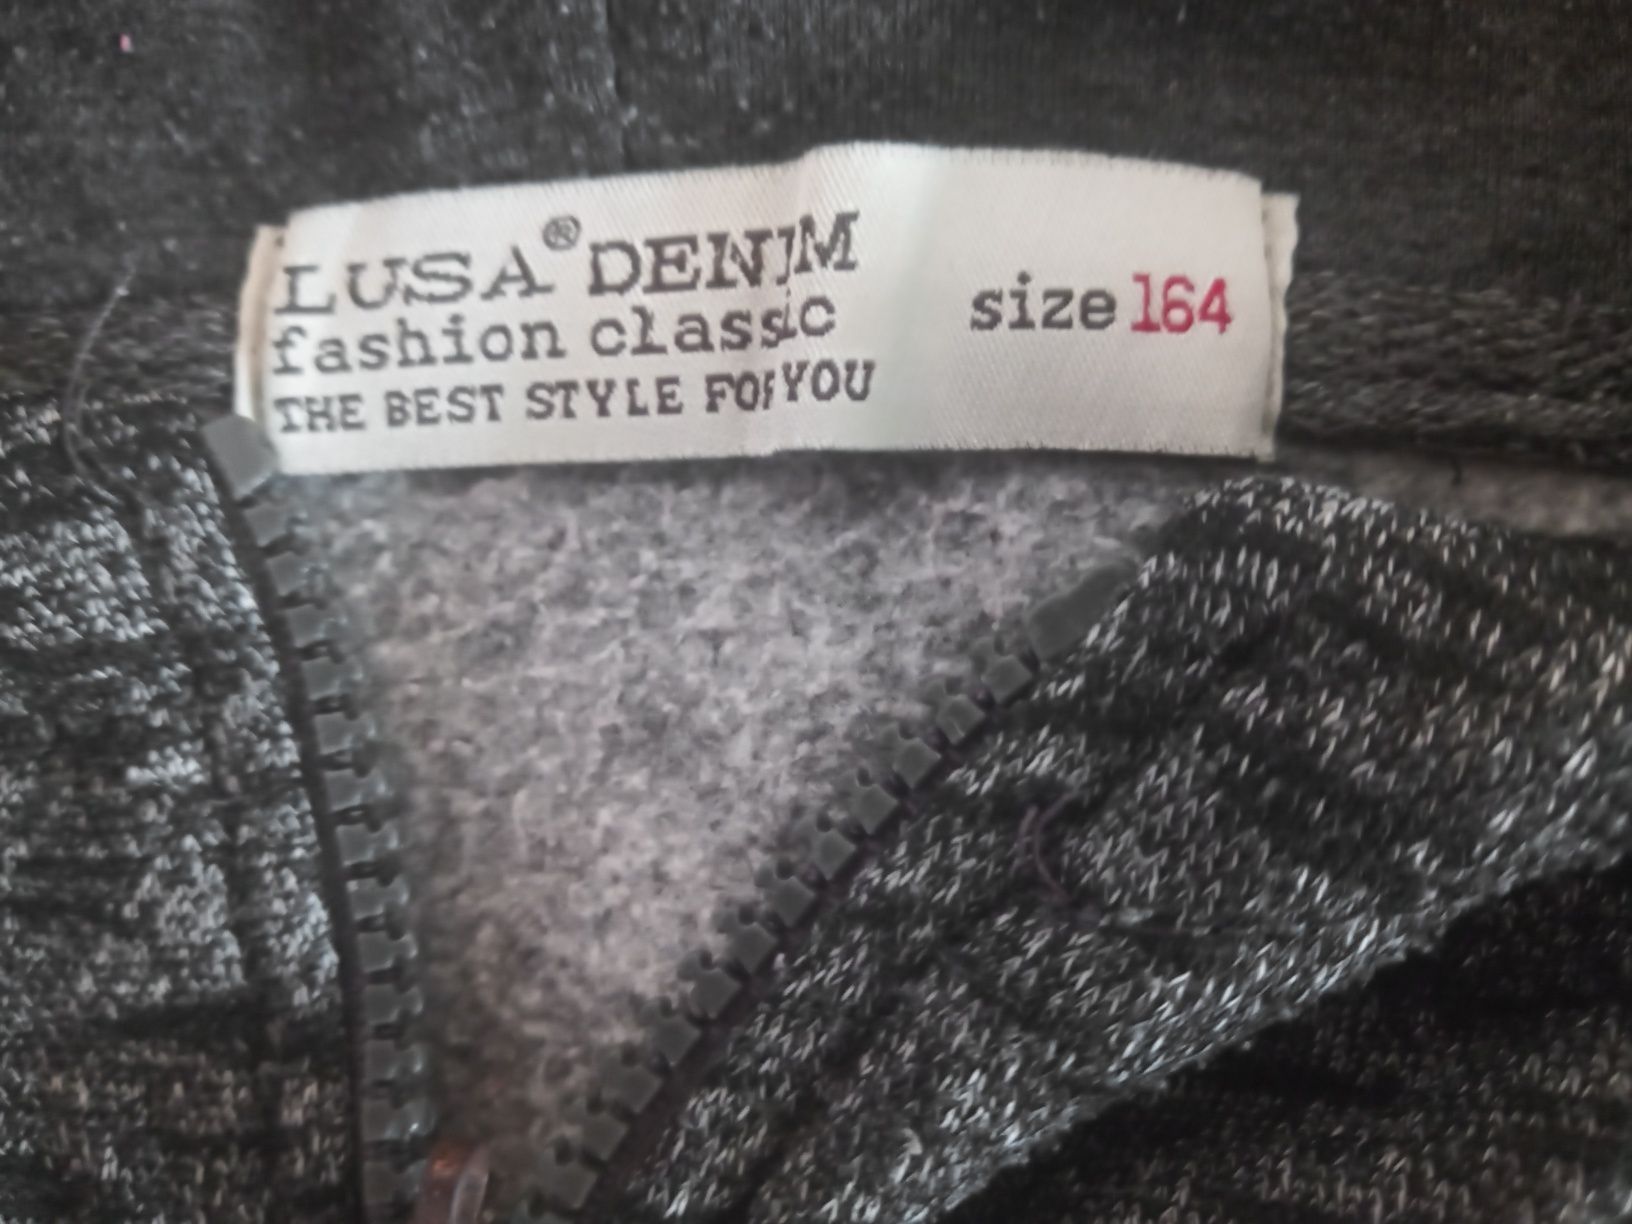 LUSA® DENIM
fashion classic
THE BEST STYLE FOR YOU
size 164